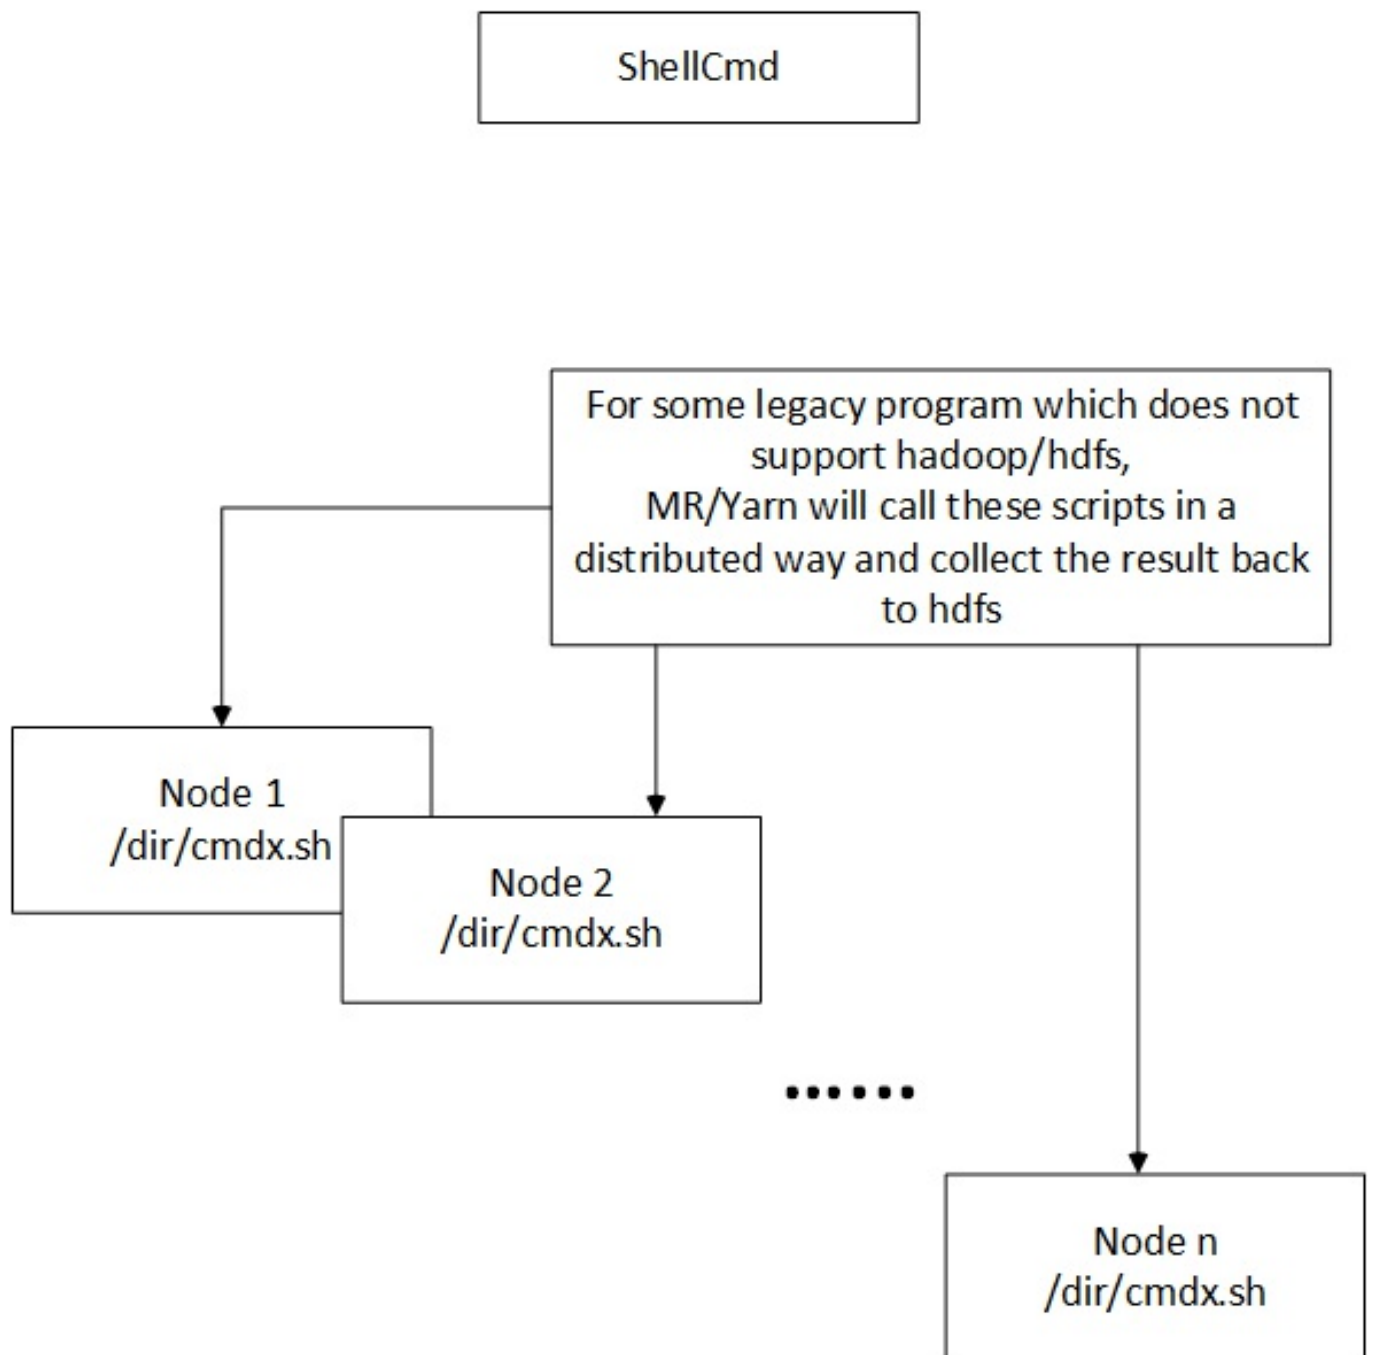 ShellCmd
For some legacy program which does not
support hadoop/hdfs,
MR/Yarn will call these scripts in a
distributed way and collect the result back
to hdfs
Node 1
/dir/cmdx.sh
Node 2
/dir/cmdx.sh
......
Node n
/dir/cmdx.sh